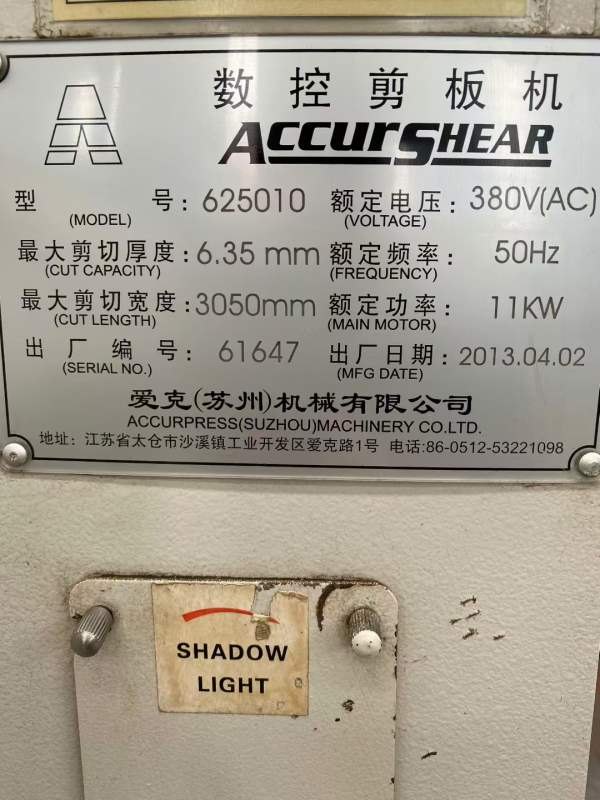 数控剪板机
ACCURSHEAR
型 号: 625010 额定电压: 380V(AC)
(MODEL) (VOLTAGE)
最大剪切厚度: 6.35 mm 额定频率: 50Hz
(CUT CAPACITY) (FREQUENCY)
最大剪切宽度: 3050mm 额定功率: 11KW
(CUT LENGTH) (MAIN MOTOR)
出厂编号: 61647 出厂日期: 2013.04.02
(SERIAL NO.) (MFG DATE)
爱克(苏州)机械有限公司
ACCURPRESS(SUZHOU)MACHINERY CO.LTD.
地址: 江苏省太仓市沙溪镇工业开发区爱克路1号 电话:86-0512-53221098
SHADOW
LIGHT